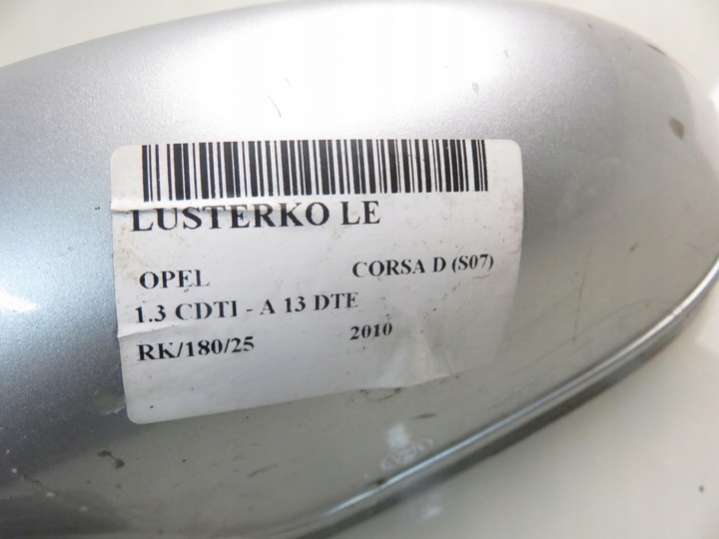 LUSTERKO LE
OPEL CORSA D (S07)
1.3 CDTI - A 13 DTE
RK/180/25 2010